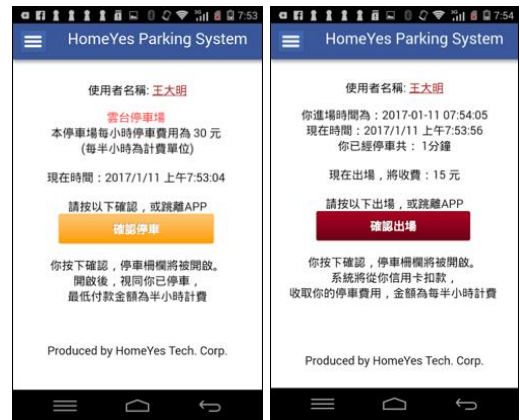 7:53
HomeYes Parking System
使用者名稱: 王大明
雲台停車場
本停車場每小時停車費用為 30 元
(每半小時為計費單位)
現在時間：2017/1/11 上午7:53:04
請按以下確認，或跳離APP
確認停車
你按下確認，停車柵欄將被開啟。
開啟後，視同你已停車，
最低付款金額為半小時計費
Produced by HomeYes Tech. Corp.
7:54
HomeYes Parking System
使用者名稱: 王大明
你進場時間為：2017-01-11 07:54:05
現在時間：2017/1/11 上午7:53:56
你已經停車共： 1分鐘
現在出場，將收費：15 元
請按以下出場，或跳離APP
確認出場
你按下確認，停車柵欄將被開啟。
系統將從你信用卡扣款，
收取你的停車費用，金額為每半小時計費
Produced by HomeYes Tech. Corp.